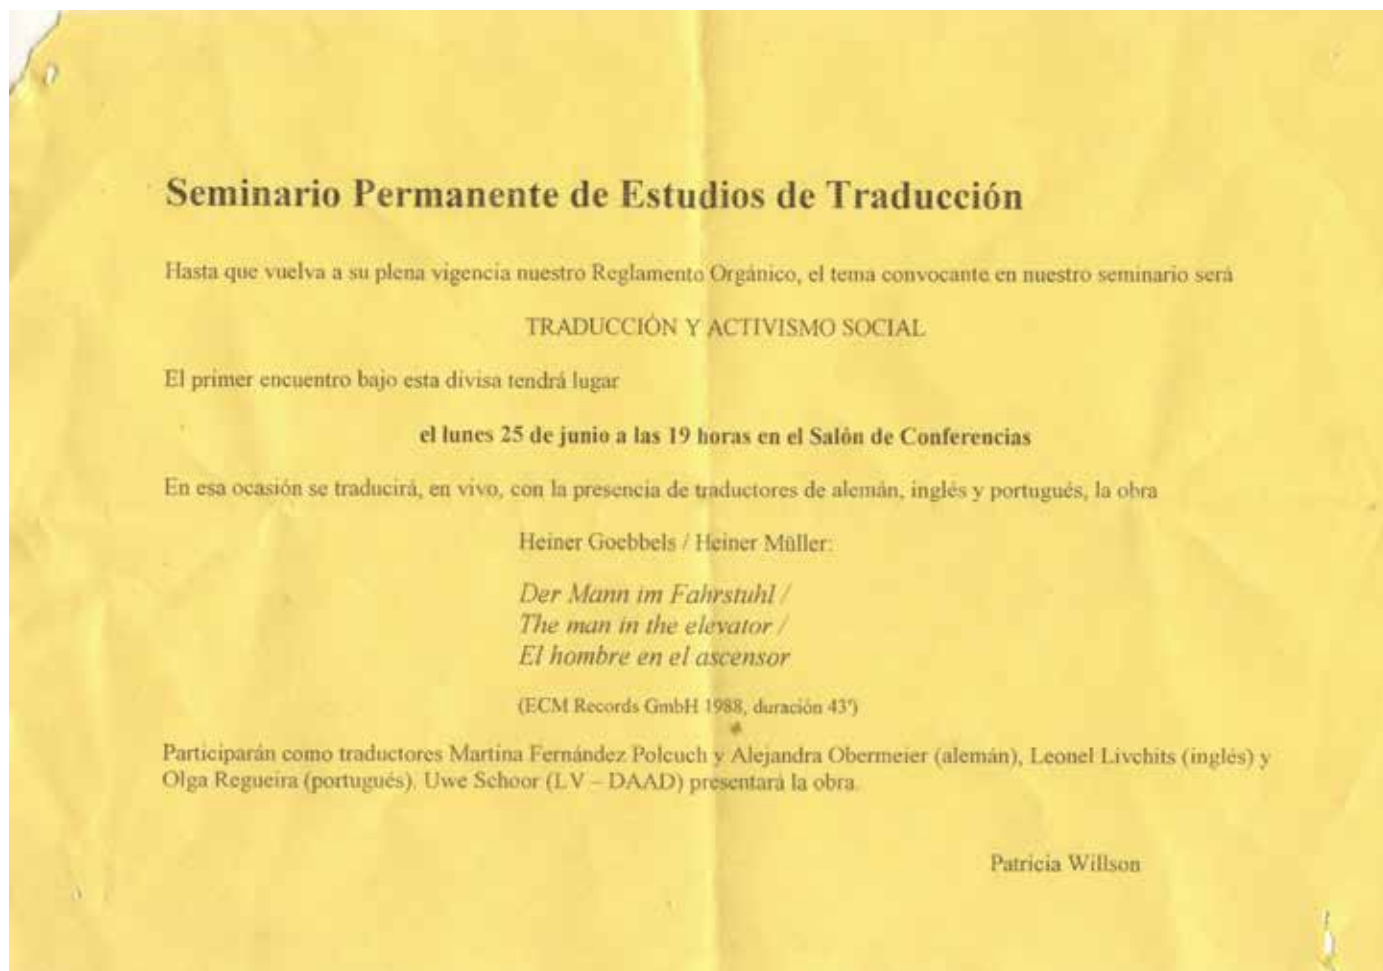 Seminario Permanente de Estudios de Traducción
Hasta que vuelva a su plena vigencia nuestro Reglamento Orgánico, el tema convocante en nuestro seminario será
TRADUCCIÓN Y ACTIVISMO SOCIAL
El primer encuentro bajo esta divisa tendrá lugar
el lunes 25 de junio a las 19 horas en el Salón de Conferencias
En esa ocasión se traducirá, en vivo, con la presencia de traductores de alemán, inglés y portugués, la obra
Heiner Goebbels / Heiner Müller:
Der Mann im Fahrstuhl /
The man in the elevator /
El hombre en el ascensor
(ECM Records GmbH 1988, duración 43')
Participarán como traductores Martina Fernández Polcuch y Alejandra Obermeier (alemán), Leonel Livchits (inglés) y
Olga Regueira (portugués). Uwe Schoor (LV – DAAD) presentará la obra.
Patricia Willson